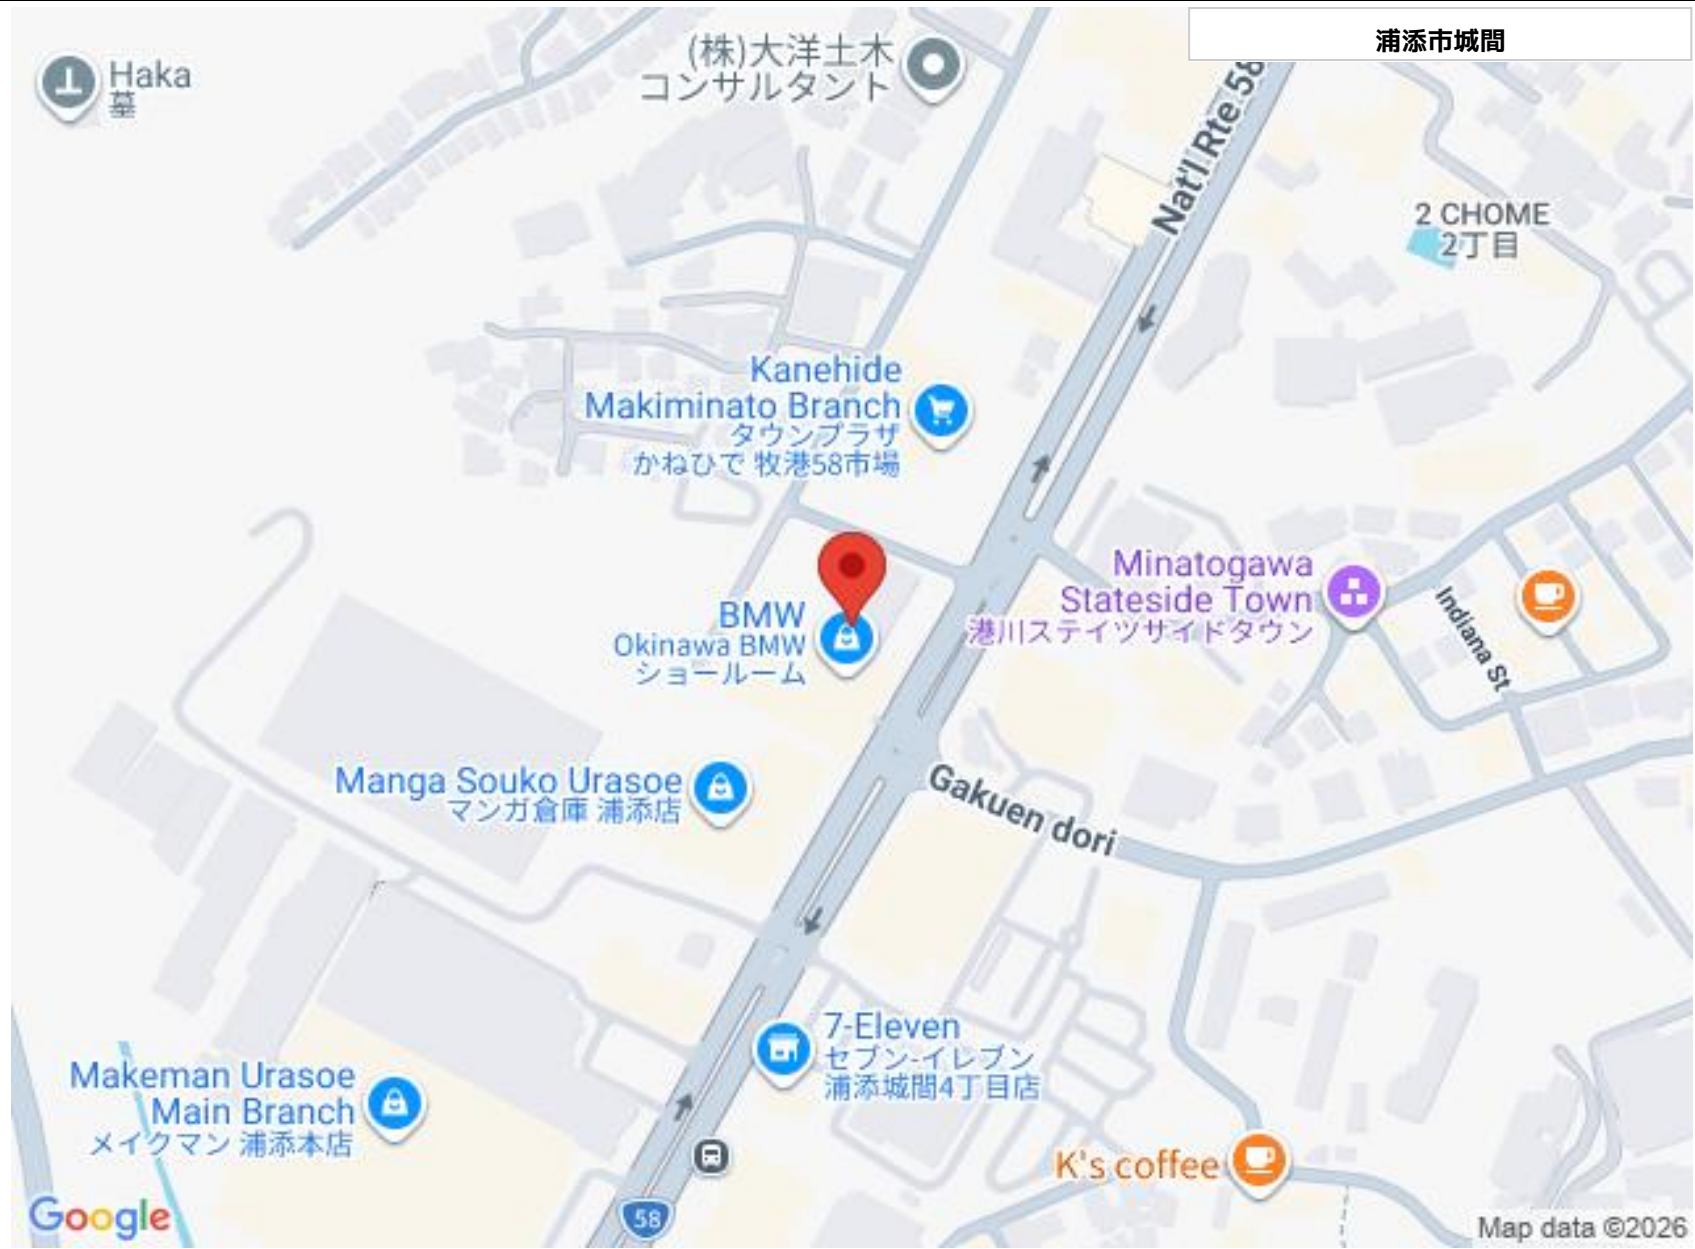 浦添市城間
Haka
墓
(株)大洋土木
コンサルタント
Nat'l Rte 58
2 CHOME
2丁目
Kanehide
Makiminato Branch
タウンプラザ
かねひで 牧港58市場
Minatogawa
Stateside Town
港川ステイツサイドタウン
Indiana St
BMW
Okinawa BMW
ショールーム
Manga Souko Urasoe
マンガ倉庫 浦添店
Gakuen dori
7-Eleven
セブン-イレブン
浦添城間4丁目店
Makeman Urasoe
Main Branch
メイクマン 浦添本店
K's coffee
58
Google
Map data ©2026